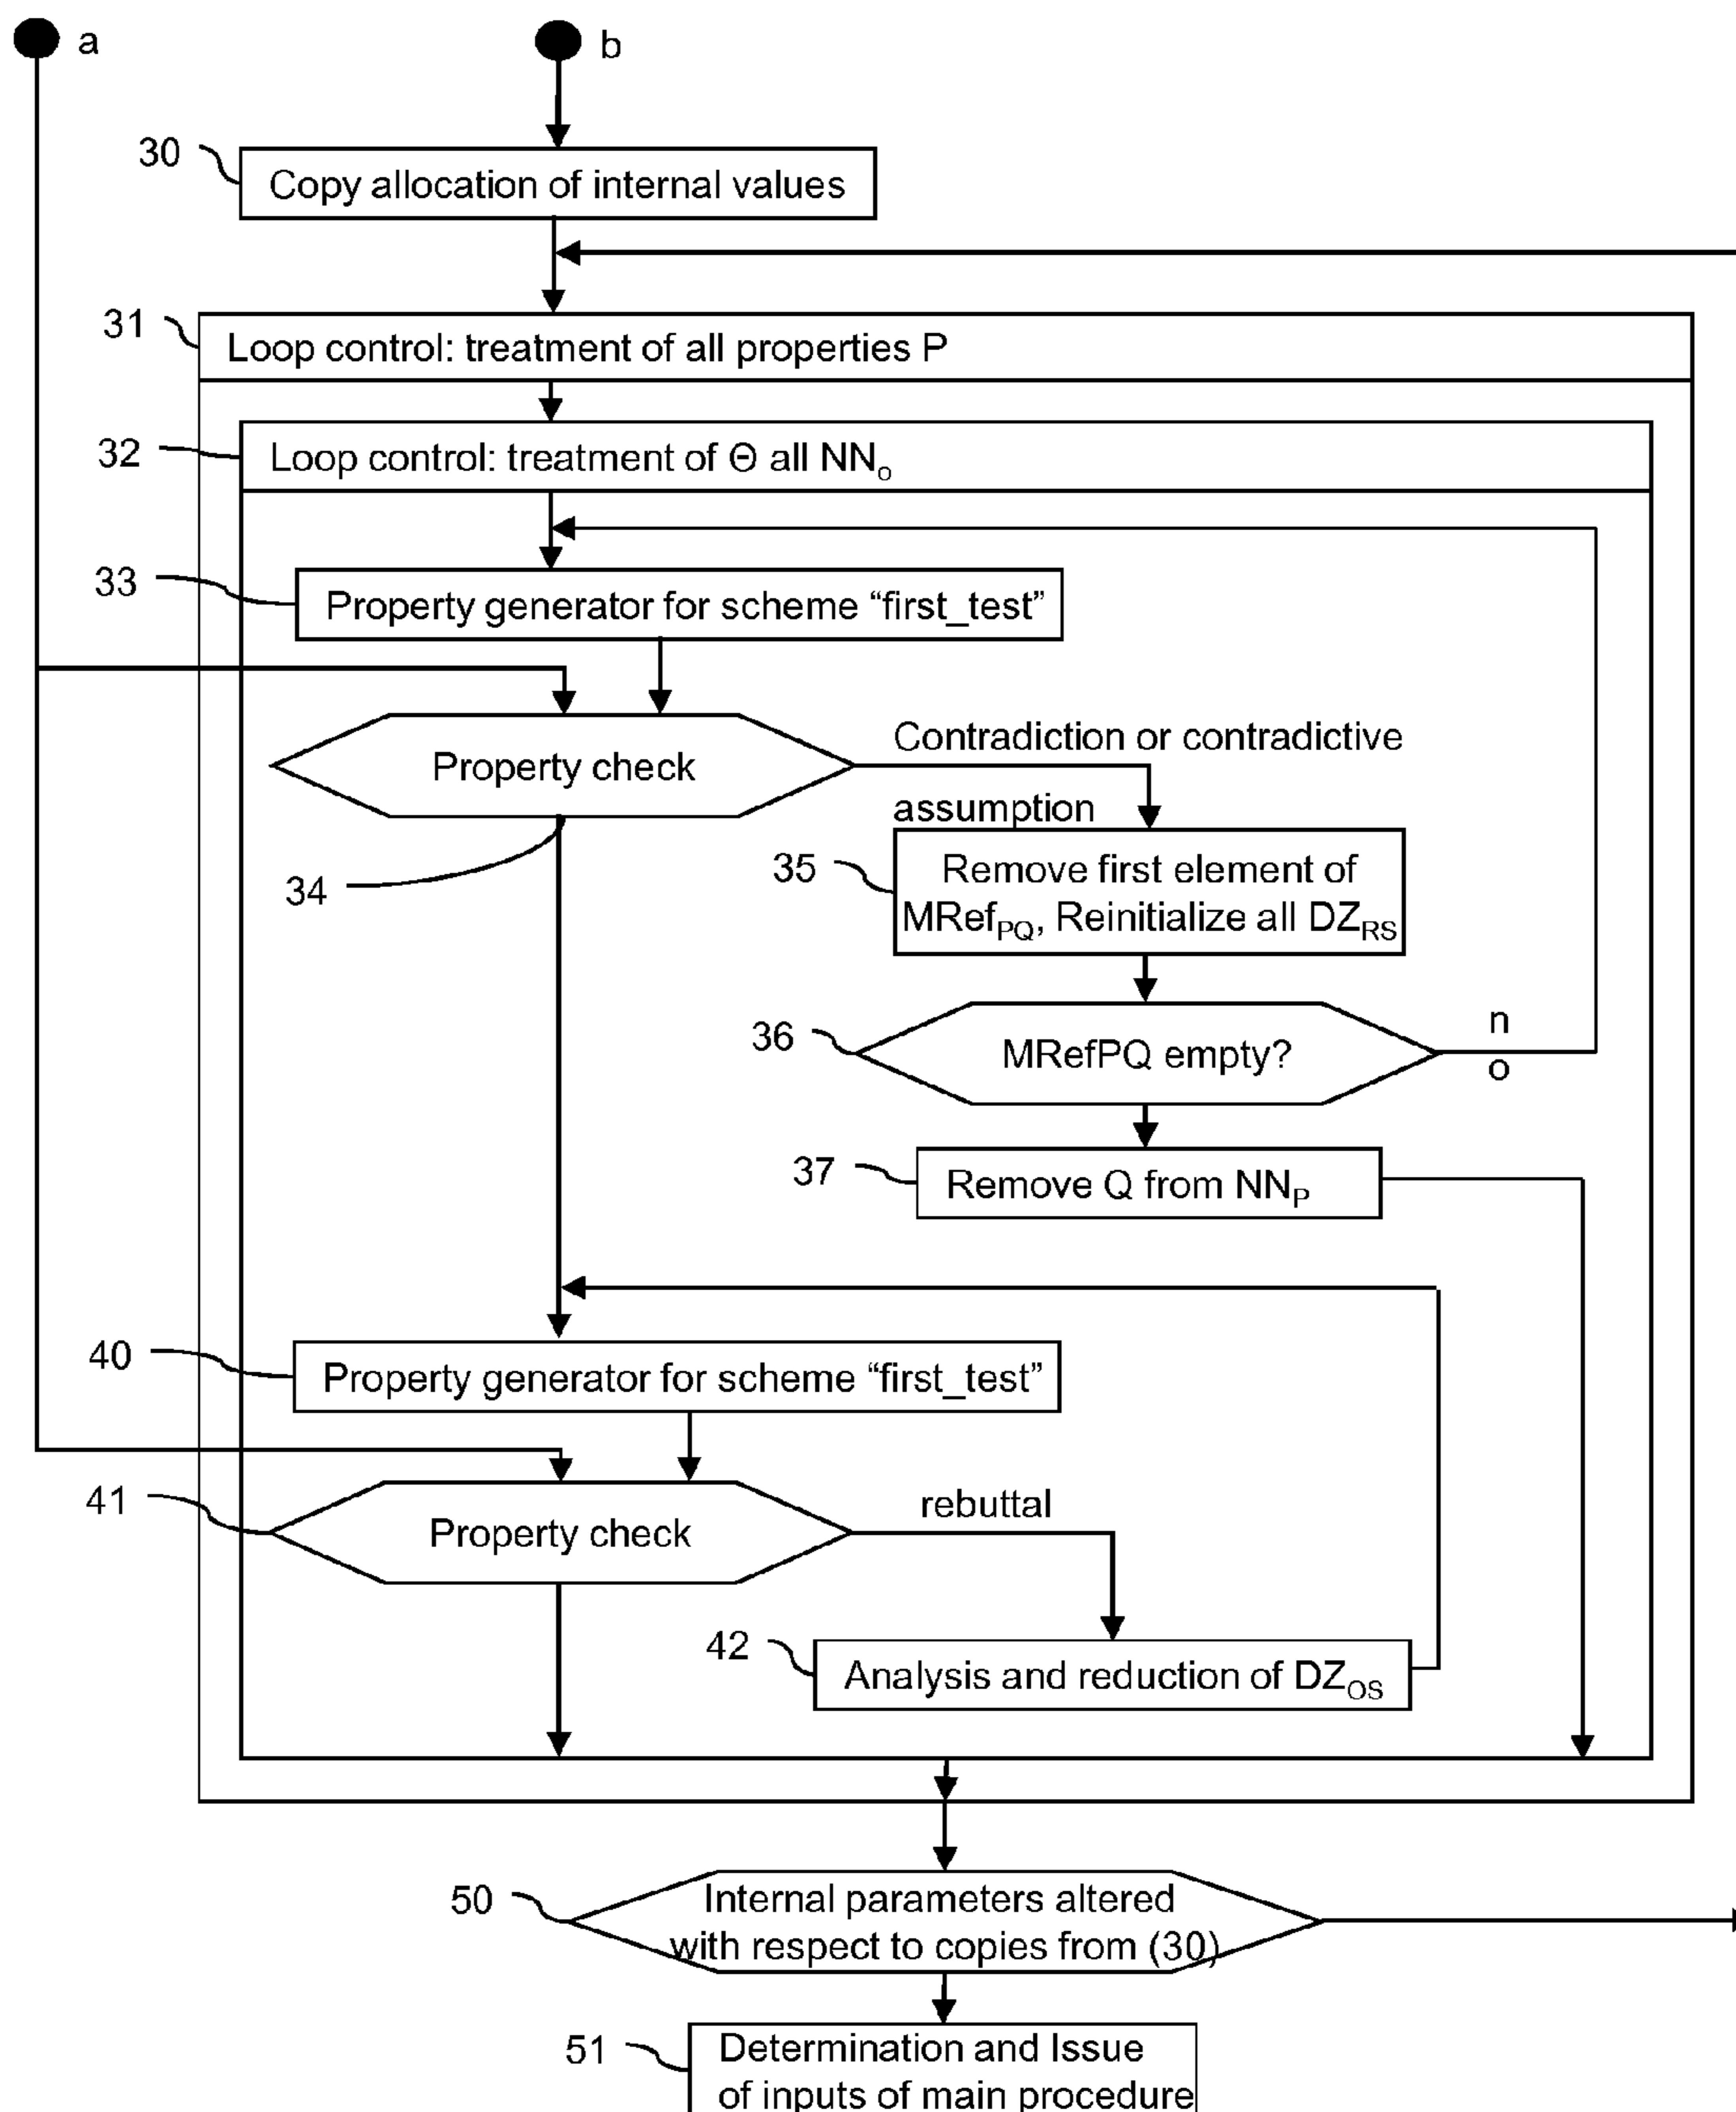 a
b
30
Copy allocation of internal values
31
Loop control: treatment of all properties P
32
Loop control: treatment of Θ all NNo
33
Property generator for scheme “first_test”
Property check
Contradiction or contradictive
assumption
34
35
Remove first element of
MRefPQ, Reinitialize all DZRS
36
MRefPQ empty?
n
o
37
Remove Q from NNP
40
Property generator for scheme “first_test”
41
Property check
rebuttal
42
Analysis and reduction of DZOS
50
Internal parameters altered
with respect to copies from (30)
51
Determination and Issue
of inputs of main procedure